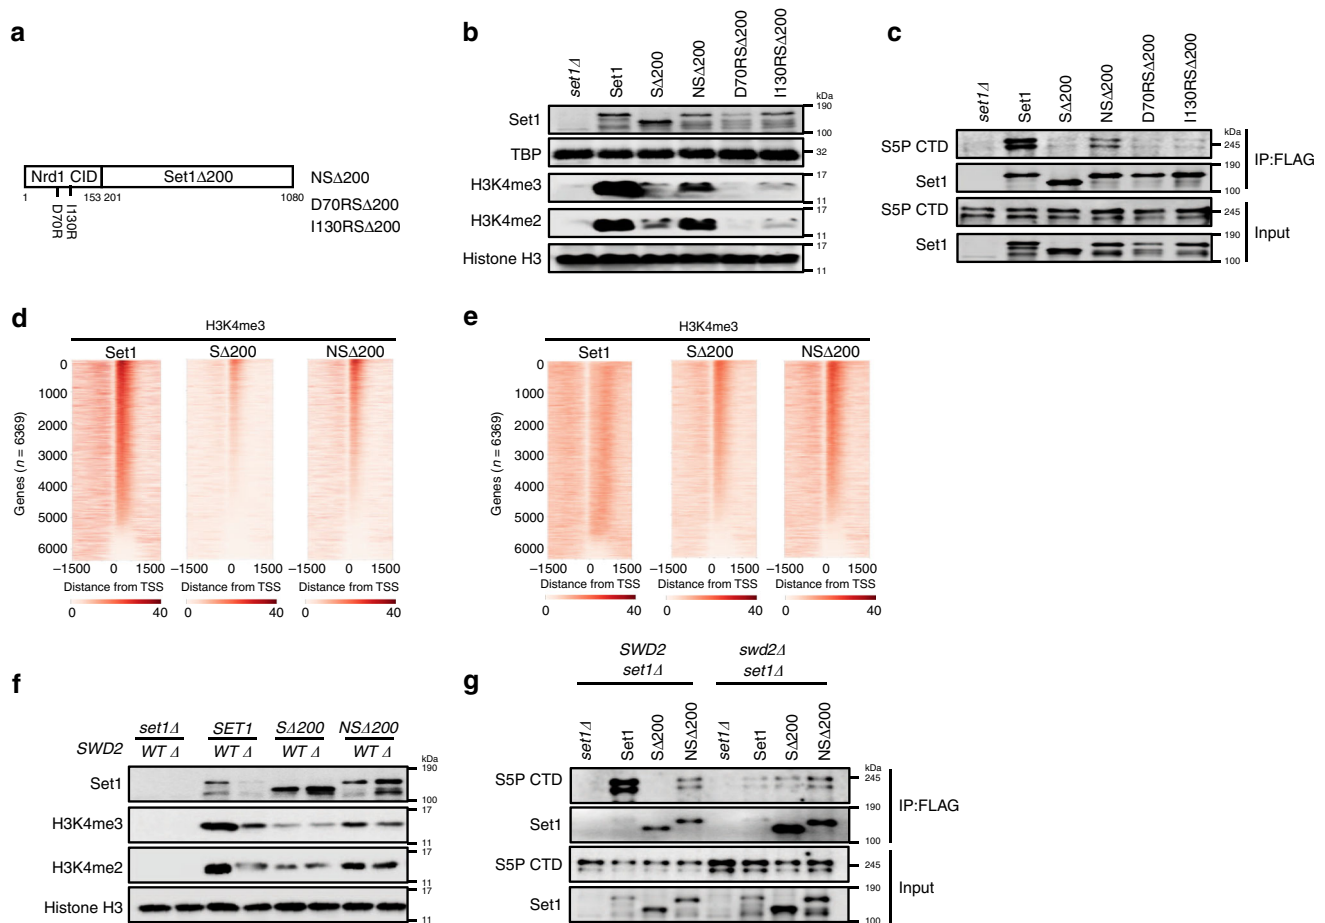 a
Nrd1 CID
Set1Δ200
NSΔ200
1
153
201
1080
D70R
I130R
D70RSΔ200
I130RSΔ200
b
set1Δ
Set1
SΔ200
NSΔ200
D70RSΔ200
I130RSΔ200
kDa
Set1
190
100
TBP
32
H3K4me3
17
11
H3K4me2
17
11
Histone H3
17
11
c
set1Δ
Set1
SΔ200
NSΔ200
D70RSΔ200
I130RSΔ200
kDa
S5P CTD
245
Set1
190
100
IP:FLAG
S5P CTD
245
Set1
190
100
Input
d
H3K4me3
Set1
SΔ200
NSΔ200
Genes (n = 6369)
0
1000
2000
3000
4000
5000
6000
−1500 0 1500
−1500 0 1500
−1500 0 1500
Distance from TSS
Distance from TSS
Distance from TSS
0 40
0 40
0 40
e
H3K4me3
Set1
SΔ200
NSΔ200
Genes (n = 6369)
0
1000
2000
3000
4000
5000
6000
−1500 0 1500
−1500 0 1500
−1500 0 1500
Distance from TSS
Distance from TSS
Distance from TSS
0 40
0 40
0 40
f
set1Δ
SET1
SΔ200
NSΔ200
SWD2
WT Δ
WT Δ
WT Δ
WT Δ
kDa
Set1
190
100
H3K4me3
17
11
H3K4me2
17
11
Histone H3
17
11
g
SWD2
set1Δ
swd2Δ
set1Δ
set1Δ
Set1
SΔ200
NSΔ200
set1Δ
Set1
SΔ200
NSΔ200
kDa
S5P CTD
245
Set1
190
100
IP:FLAG
S5P CTD
245
Set1
190
100
Input